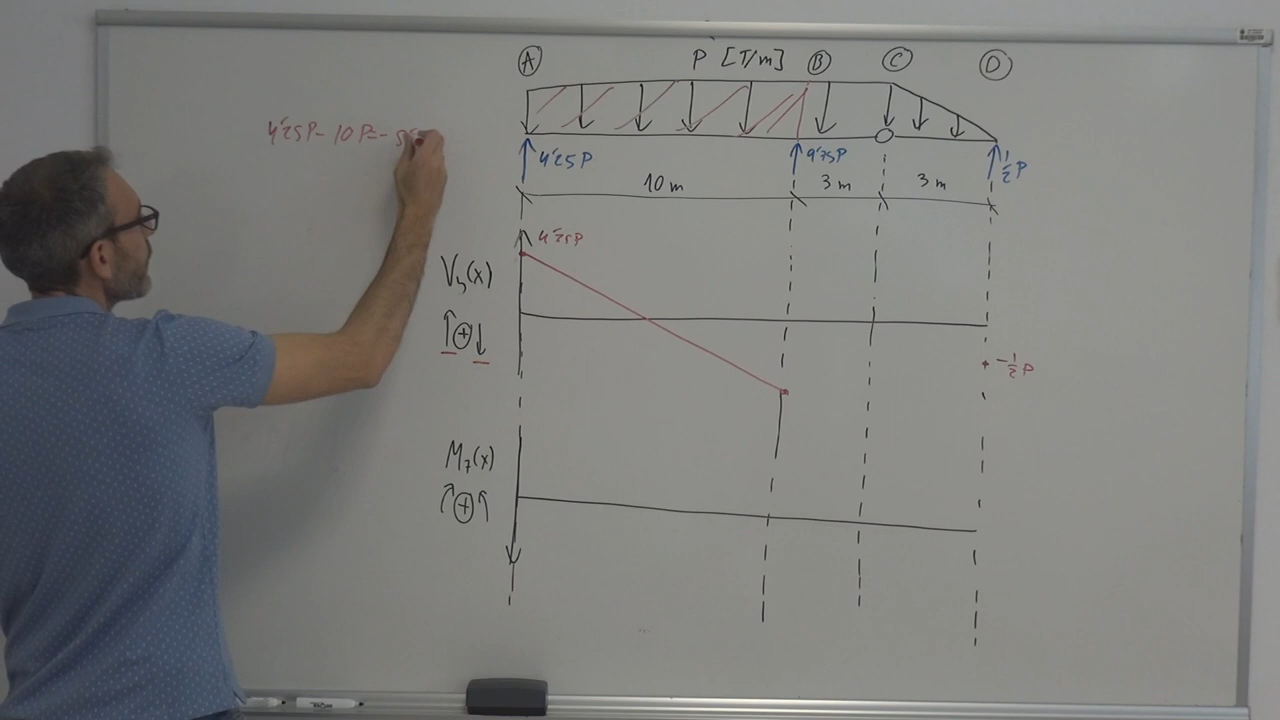 A P [T/m] B C D
4'25P - 10P = - 5'
4'25P 9'75P 1/2 P
10 m 3 m 3 m
4'25P
Vy(x)
+
- 1/2 P
Mz(x)
+